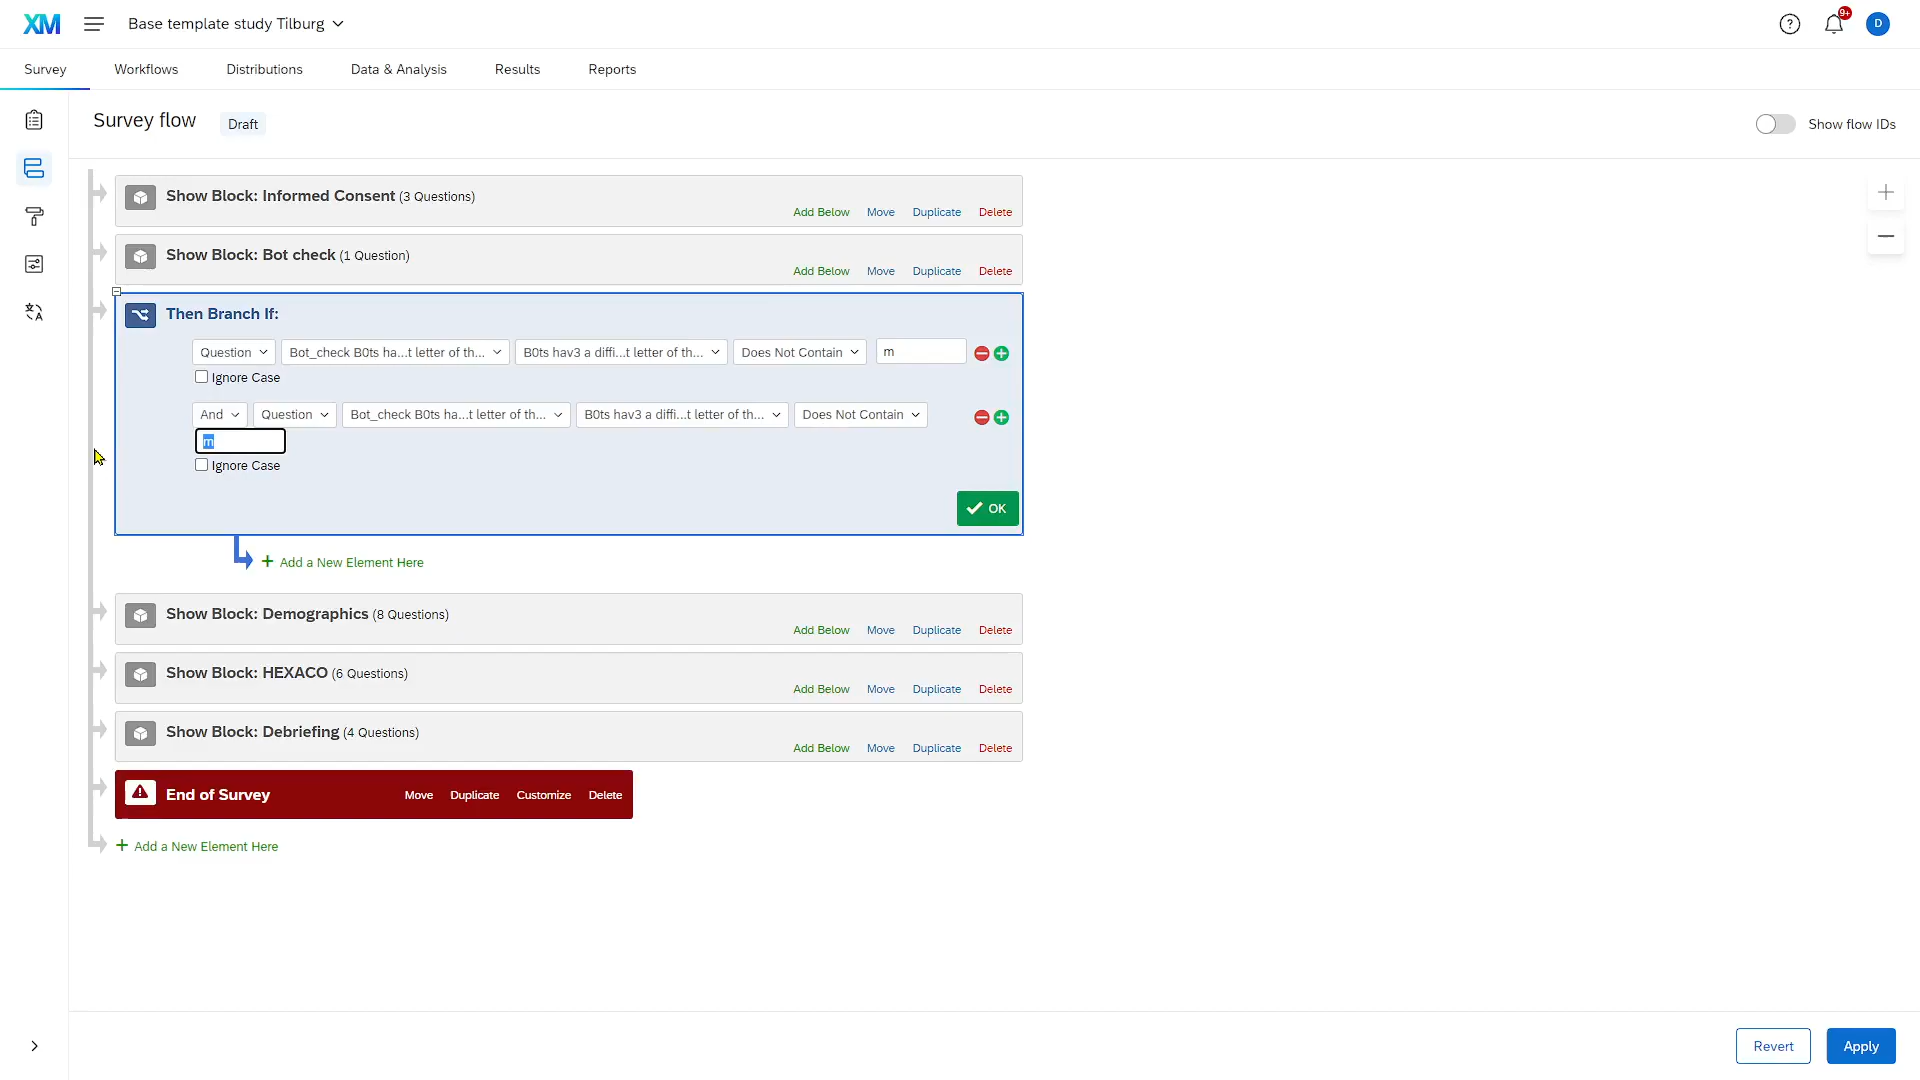 XM
Base template study Tilburg
?
9+
D
Survey
Workflows
Distributions
Data & Analysis
Results
Reports
Survey flow
Draft
Show flow IDs
Show Block: Informed Consent (3 Questions)
Add Below Move Duplicate Delete
Show Block: Bot check (1 Question)
Add Below Move Duplicate Delete
Then Branch If:
Question Bot_check B0ts ha...t letter of th... B0ts hav3 a diffi...t letter of th... Does Not Contain m
Ignore Case
And Question Bot_check B0ts ha...t letter of th... B0ts hav3 a diffi...t letter of th... Does Not Contain
m
Ignore Case
OK
+ Add a New Element Here
Show Block: Demographics (8 Questions)
Add Below Move Duplicate Delete
Show Block: HEXACO (6 Questions)
Add Below Move Duplicate Delete
Show Block: Debriefing (4 Questions)
Add Below Move Duplicate Delete
End of Survey Move Duplicate Customize Delete
+ Add a New Element Here
Revert
Apply